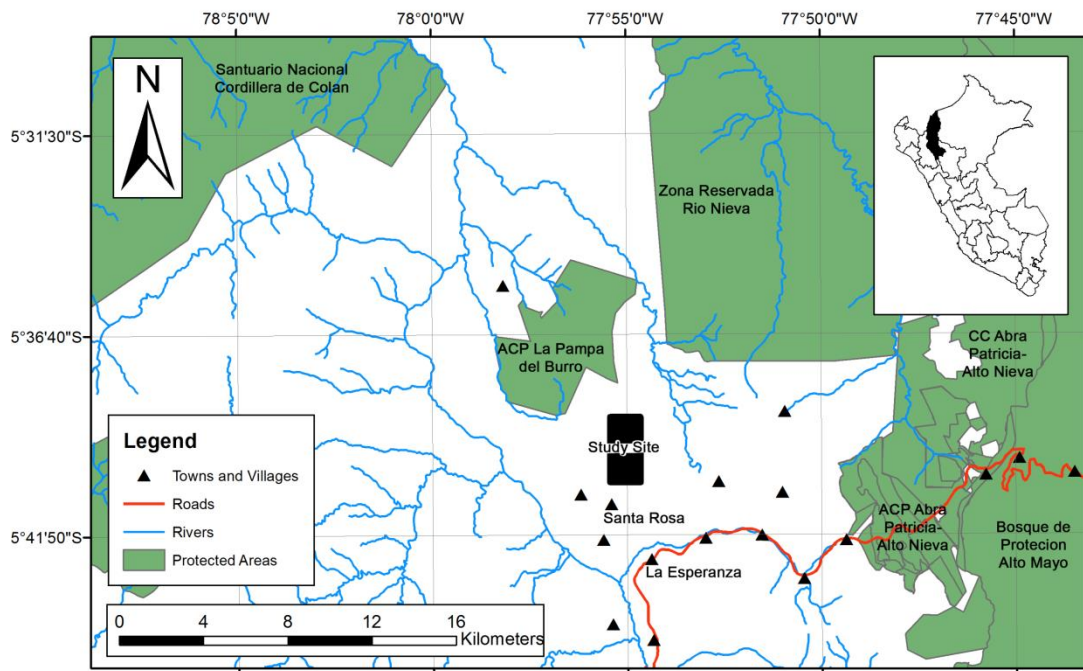 78°5'0"W
78°0'0"W
77°55'0"W
77°50'0"W
77°45'0"W
5°31'30"S
5°36'40"S
5°41'50"S
N
Santuario Nacional
Cordillera de Colan
Zona Reservada
Rio Nieva
ACP La Pampa
del Burro
CC Abra
Patricia-
Alto Nieva
Study Site
Santa Rosa
La Esperanza
ACP Abra
Patricia-
Alto Nieva
Bosque de
Protecion
Alto Mayo
Legend
Towns and Villages
Roads
Rivers
Protected Areas
0 4 8 12 16
Kilometers